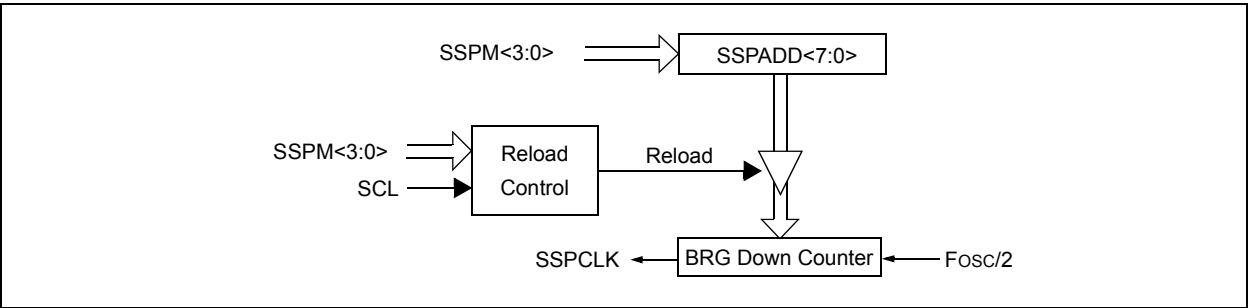 SSPM<3:0>
SSPADD<7:0>
SSPM<3:0>
SCL
Reload
Control
Reload
SSPCLK
BRG Down Counter
FOSC/2